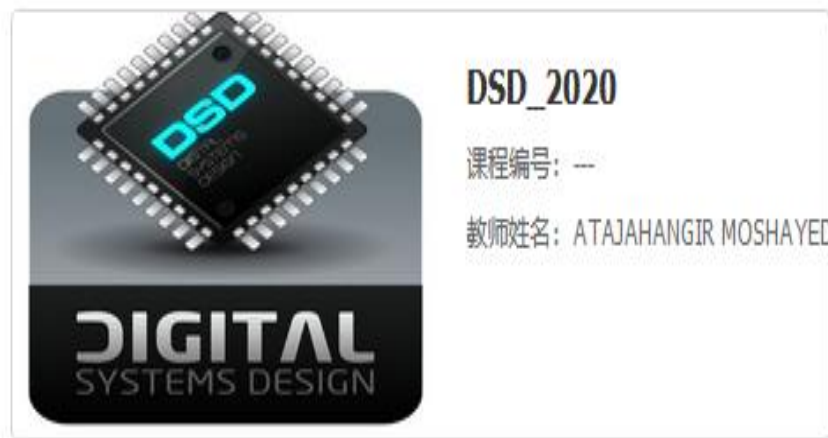 DSD
DIGITAL
SYSTEMS
DESIGN
DIGITAL
SYSTEMS DESIGN
DSD_2020
课程编号: ---
教师姓名: ATAJAHANGIR MOSHAYED